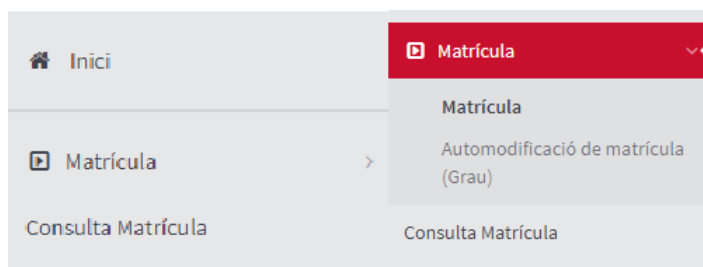 Inici
Matrícula
Consulta Matrícula
Matrícula
Matrícula
Automodificació de matrícula
(Grau)
Consulta Matrícula